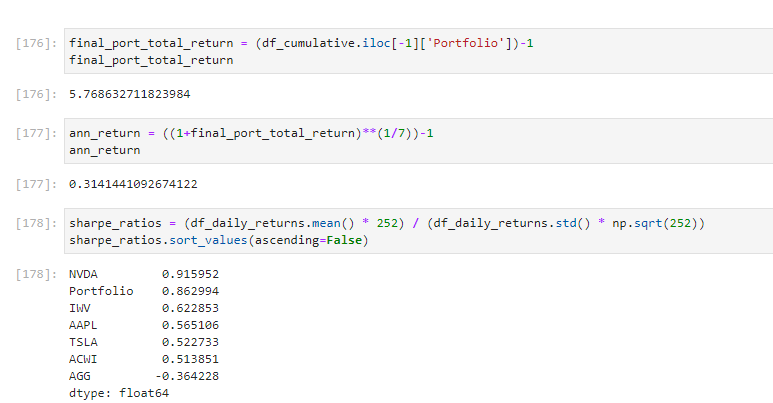 [176]: final_port_total_return = (df_cumulative.iloc[-1]['Portfolio'])-1
final_port_total_return
[176]: 5.768632711823984
[177]: ann_return = ((1+final_port_total_return)**(1/7))-1
ann_return
[177]: 0.3141441092674122
[178]: sharpe_ratios = (df_daily_returns.mean() * 252) / (df_daily_returns.std() * np.sqrt(252))
sharpe_ratios.sort_values(ascending=False)
[178]: NVDA 0.915952
Portfolio 0.862994
IWV 0.622853
AAPL 0.565106
TSLA 0.522733
ACWI 0.513851
AGG -0.364228
dtype: float64